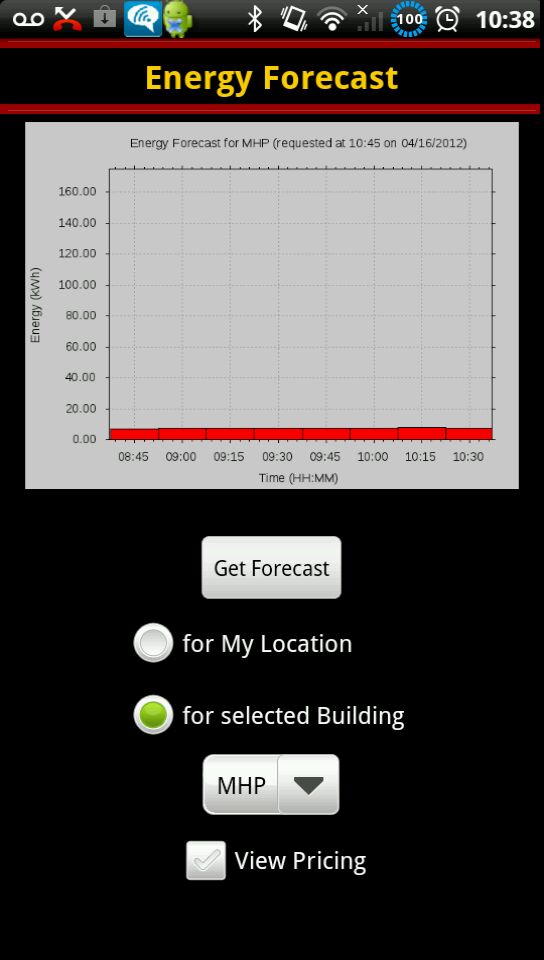 100 10:38
Energy Forecast
Energy Forecast for MHP (requested at 10:45 on 04/16/2012)
160.00
140.00
120.00
100.00
80.00
60.00
40.00
20.00
0.00
Energy (kWh)
08:45 09:00 09:15 09:30 09:45 10:00 10:15 10:30
Time (HH:MM)
Get Forecast
for My Location
for selected Building
MHP
View Pricing